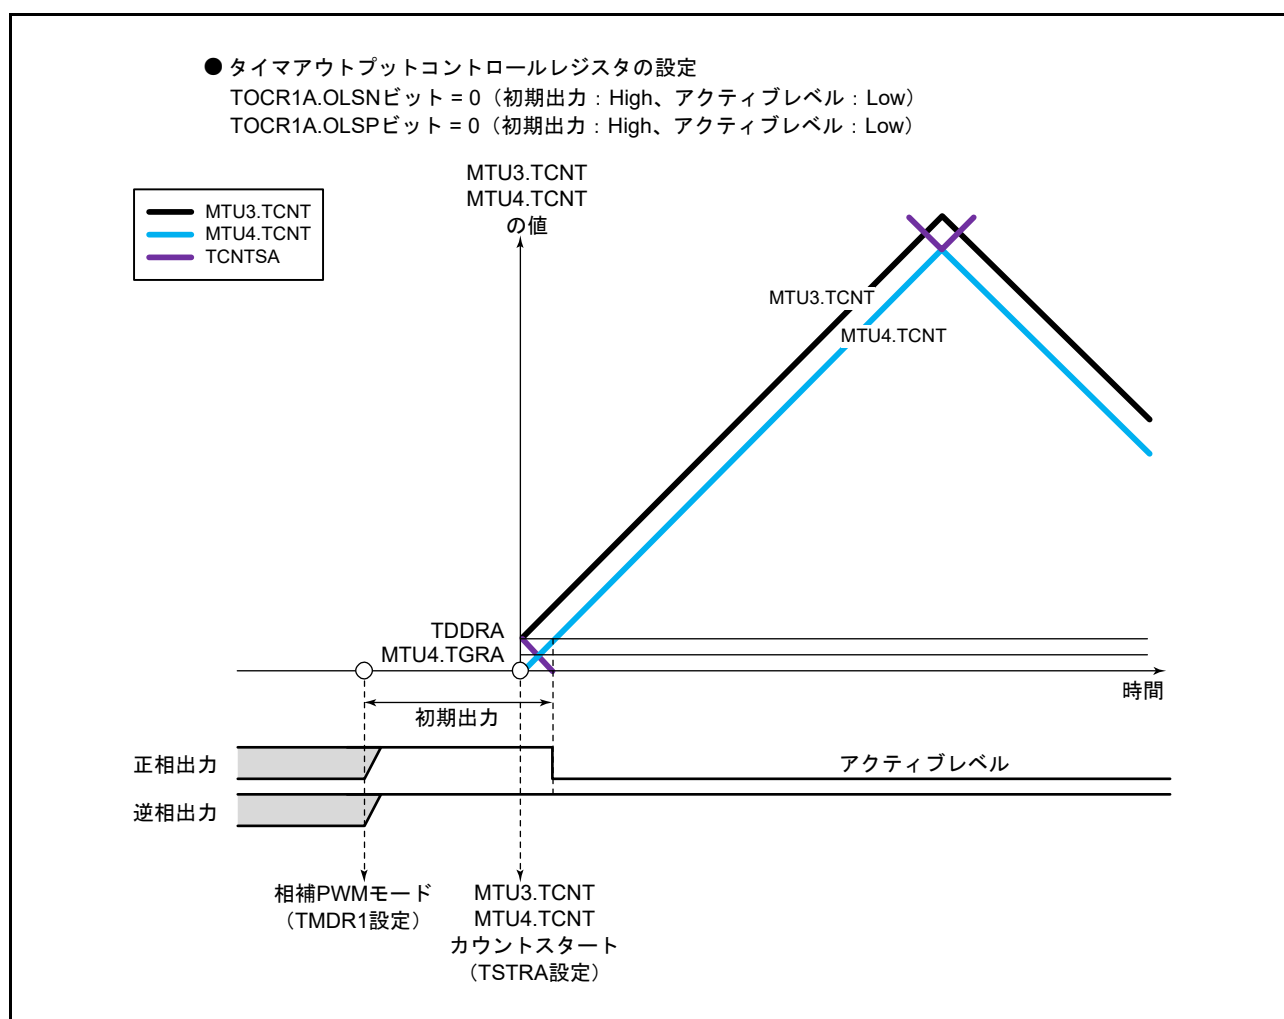 ● タイマアウトプットコントロールレジスタの設定
TOCR1A.OLSNビット = 0（初期出力：High、アクティブレベル：Low）
TOCR1A.OLSPビット = 0（初期出力：High、アクティブレベル：Low）
MTU3.TCNT
MTU4.TCNT
の値
MTU3.TCNT
MTU4.TCNT
TCNTSA
MTU3.TCNT
MTU4.TCNT
TDDRA
MTU4.TGRA
時間
初期出力
正相出力
アクティブレベル
逆相出力
相補PWMモード
（TMDR1設定）
MTU3.TCNT
MTU4.TCNT
カウントスタート
（TSTRA設定）